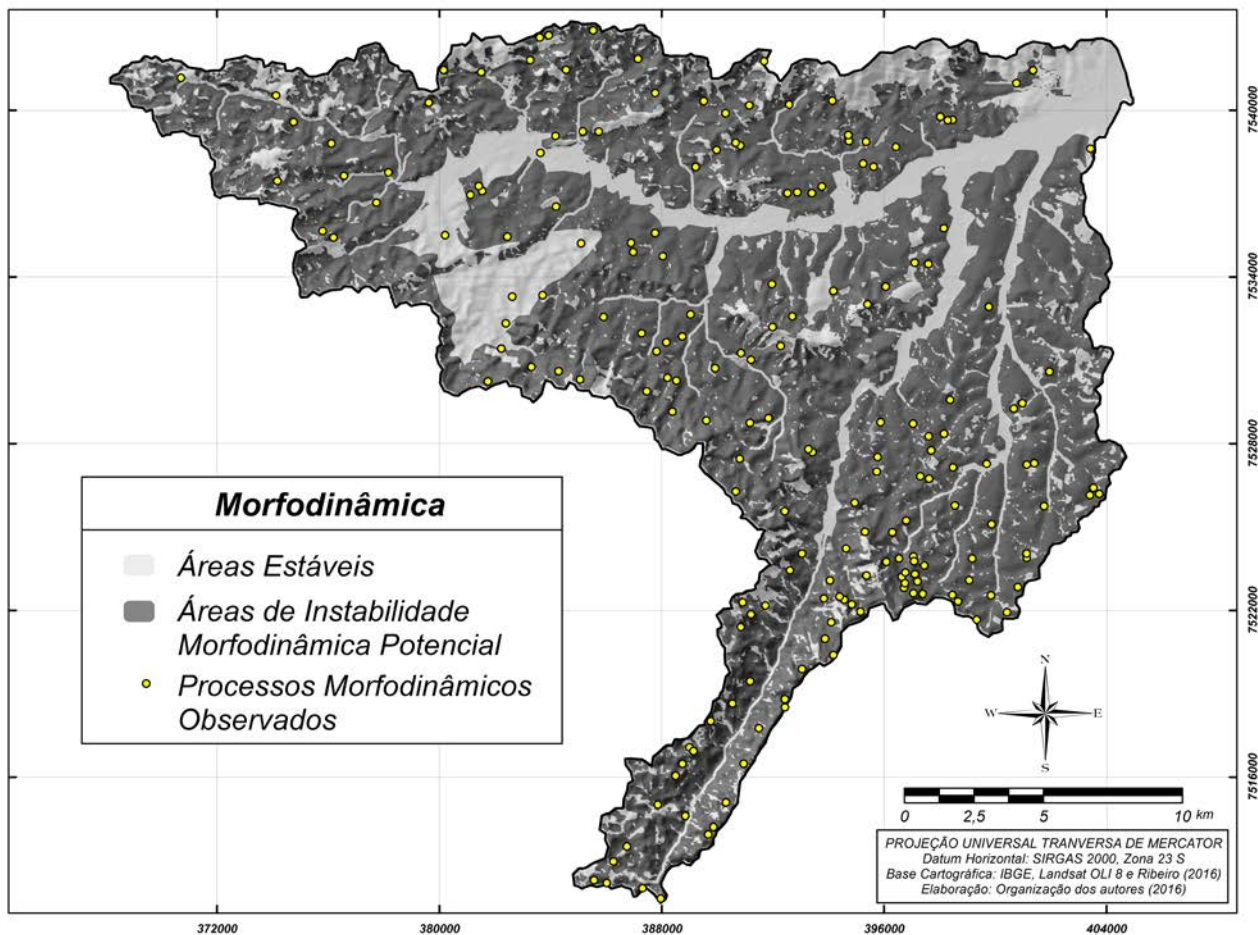 7540000
7534000
7528000
7522000
7516000
Morfodinâmica
Áreas Estáveis
Áreas de Instabilidade
Morfodinâmica Potencial
Processos Morfodinâmicos
Observados
N
W
E
S
0
2,5
5
10 km
PROJEÇÃO UNIVERSAL TRANVERSA DE MERCATOR
Datum Horizontal: SIRGAS 2000, Zona 23 S
Base Cartográfica: IBGE, Landsat OLI 8 e Ribeiro (2016)
Elaboração: Organização dos autores (2016)
372000
380000
388000
396000
404000